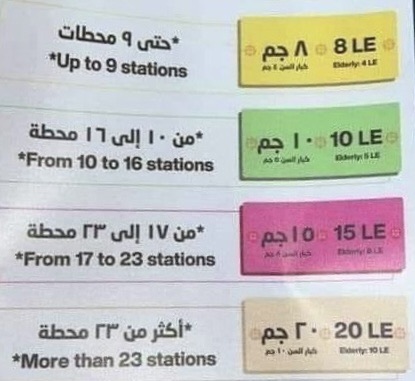 *حتى ٩ محطات
*Up to 9 stations
٨ جم
8 LE
كبار السن ٤ جم
Elderly: 4 LE
*من ١٠ إلى ١٦ محطة
*From 10 to 16 stations
١٠ جم
10 LE
كبار السن ٥ جم
Elderly: 5 LE
*من ١٧ إلى ٢٣ محطة
*From 17 to 23 stations
١٥ جم
15 LE
كبار السن
Elderly: LE
*أكثر من ٢٣ محطة
*More than 23 stations
٢٠ جم
20 LE
كبار السن ١٠ جم
Elderly: 10 LE